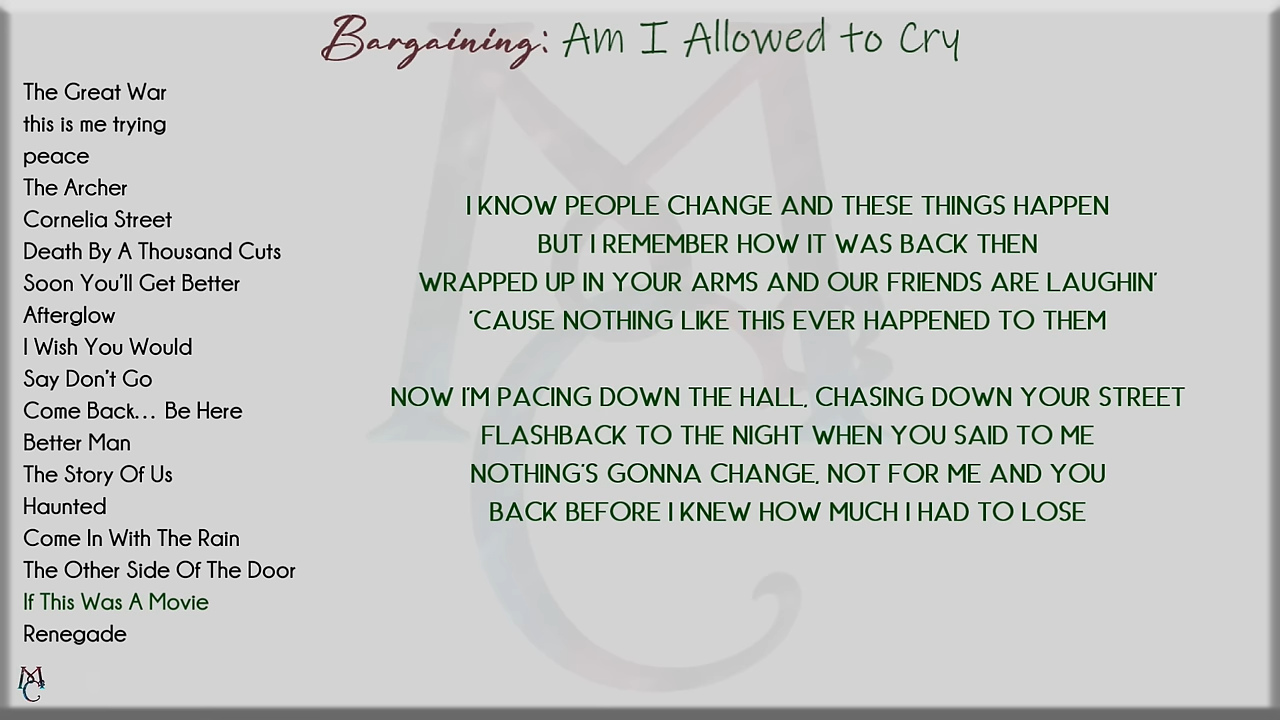 Bargaining: Am I Allowed to Cry
The Great War
this is me trying
peace
The Archer
Cornelia Street
Death By A Thousand Cuts
Soon You'll Get Better
Afterglow
I Wish You Would
Say Don't Go
Come Back... Be Here
Better Man
The Story Of Us
Haunted
Come In With The Rain
The Other Side Of The Door
If This Was A Movie
Renegade
I KNOW PEOPLE CHANGE AND THESE THINGS HAPPEN
BUT I REMEMBER HOW IT WAS BACK THEN
WRAPPED UP IN YOUR ARMS AND OUR FRIENDS ARE LAUGHIN'
'CAUSE NOTHING LIKE THIS EVER HAPPENED TO THEM
NOW I'M PACING DOWN THE HALL, CHASING DOWN YOUR STREET
FLASHBACK TO THE NIGHT WHEN YOU SAID TO ME
NOTHING'S GONNA CHANGE, NOT FOR ME AND YOU
BACK BEFORE I KNEW HOW MUCH I HAD TO LOSE